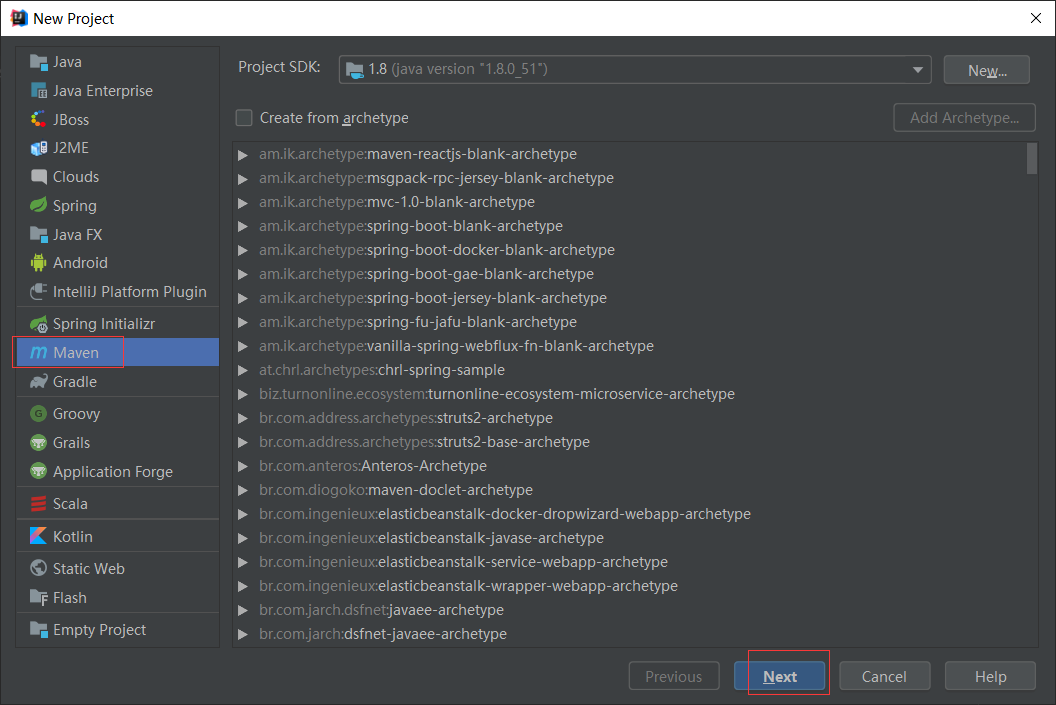 New Project
Java
Java Enterprise
JBoss
J2ME
Clouds
Spring
Java FX
Android
IntelliJ Platform Plugin
Spring Initializr
Maven
Gradle
Groovy
Grails
Application Forge
Scala
Kotlin
Static Web
Flash
Empty Project
Project SDK: 1.8 (java version "1.8.0_51") New...
Create from archetype Add Archetype...
am.ik.archetype:maven-reactjs-blank-archetype
am.ik.archetype:msgpack-rpc-jersey-blank-archetype
am.ik.archetype:mvc-1.0-blank-archetype
am.ik.archetype:spring-boot-blank-archetype
am.ik.archetype:spring-boot-docker-blank-archetype
am.ik.archetype:spring-boot-gae-blank-archetype
am.ik.archetype:spring-boot-jersey-blank-archetype
am.ik.archetype:spring-fu-jafu-blank-archetype
am.ik.archetype:vanilla-spring-webflux-fn-blank-archetype
at.chrl.archetypes:chrl-spring-sample
biz.turnonline.ecosystem:turnonline-ecosystem-microservice-archetype
br.com.address.archetypes:struts2-archetype
br.com.address.archetypes:struts2-base-archetype
br.com.anteros:Anteros-Archetype
br.com.diogoko:maven-doclet-archetype
br.com.ingenieux:elasticbeanstalk-docker-dropwizard-webapp-archetype
br.com.ingenieux:elasticbeanstalk-javase-archetype
br.com.ingenieux:elasticbeanstalk-service-webapp-archetype
br.com.ingenieux:elasticbeanstalk-wrapper-webapp-archetype
br.com.jarch.dsfnet:javaee-archetype
br.com.jarch:dsfnet-javaee-archetype
Previous Next Cancel Help